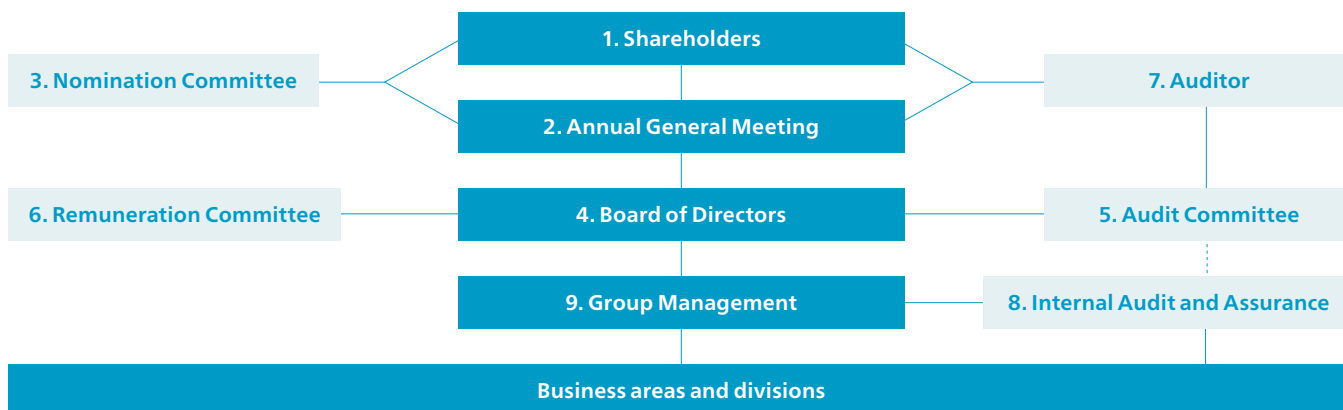 1. Shareholders
3. Nomination Committee
7. Auditor
2. Annual General Meeting
6. Remuneration Committee
4. Board of Directors
5. Audit Committee
9. Group Management
8. Internal Audit and Assurance
Business areas and divisions